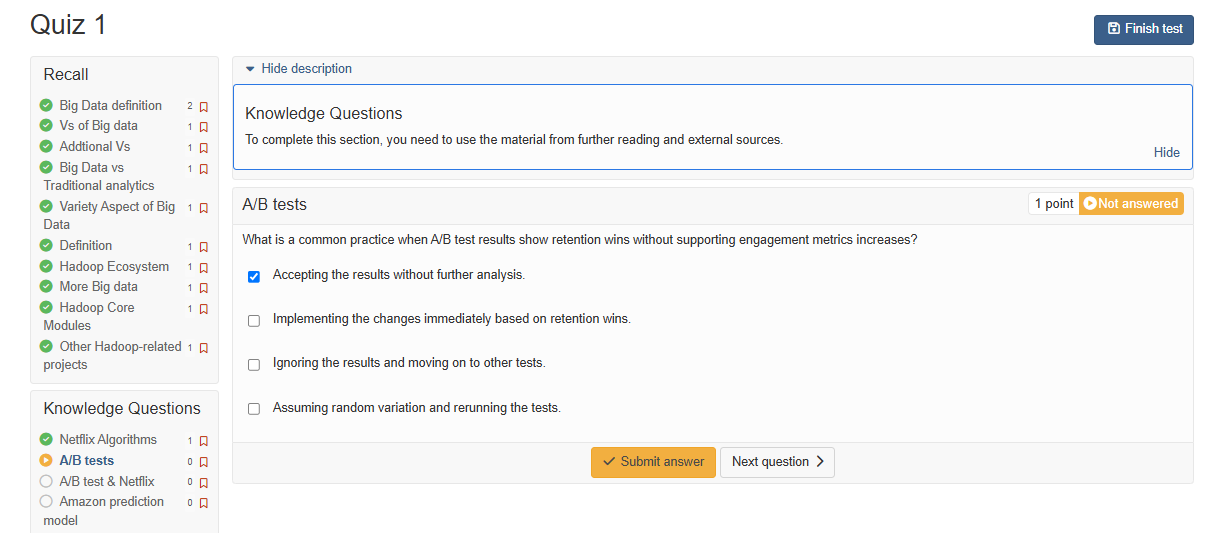 Quiz 1
Finish test
Recall
Big Data definition 2
Vs of Big data 1
Addtional Vs 1
Big Data vs 1
Traditional analytics
Variety Aspect of Big 1
Data
Definition 1
Hadoop Ecosystem 1
More Big data 1
Hadoop Core 1
Modules
Other Hadoop-related 1
projects
Knowledge Questions
Netflix Algorithms 1
A/B tests 0
A/B test & Netflix 0
Amazon prediction 0
model
Hide description
Knowledge Questions
To complete this section, you need to use the material from further reading and external sources.
Hide
A/B tests
1 point Not answered
What is a common practice when A/B test results show retention wins without supporting engagement metrics increases?
Accepting the results without further analysis.
Implementing the changes immediately based on retention wins.
Ignoring the results and moving on to other tests.
Assuming random variation and rerunning the tests.
Submit answer
Next question